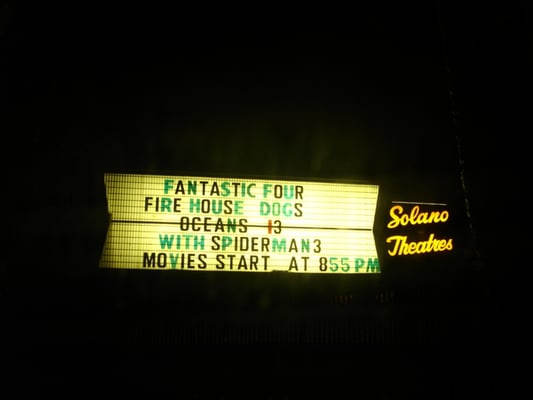 FANTASTIC FOUR
FIRE HOUSE DOGS
OCEANS 13
WITH SPIDERMAN3
MOVIES START AT 855 PM
Solano
Theatres